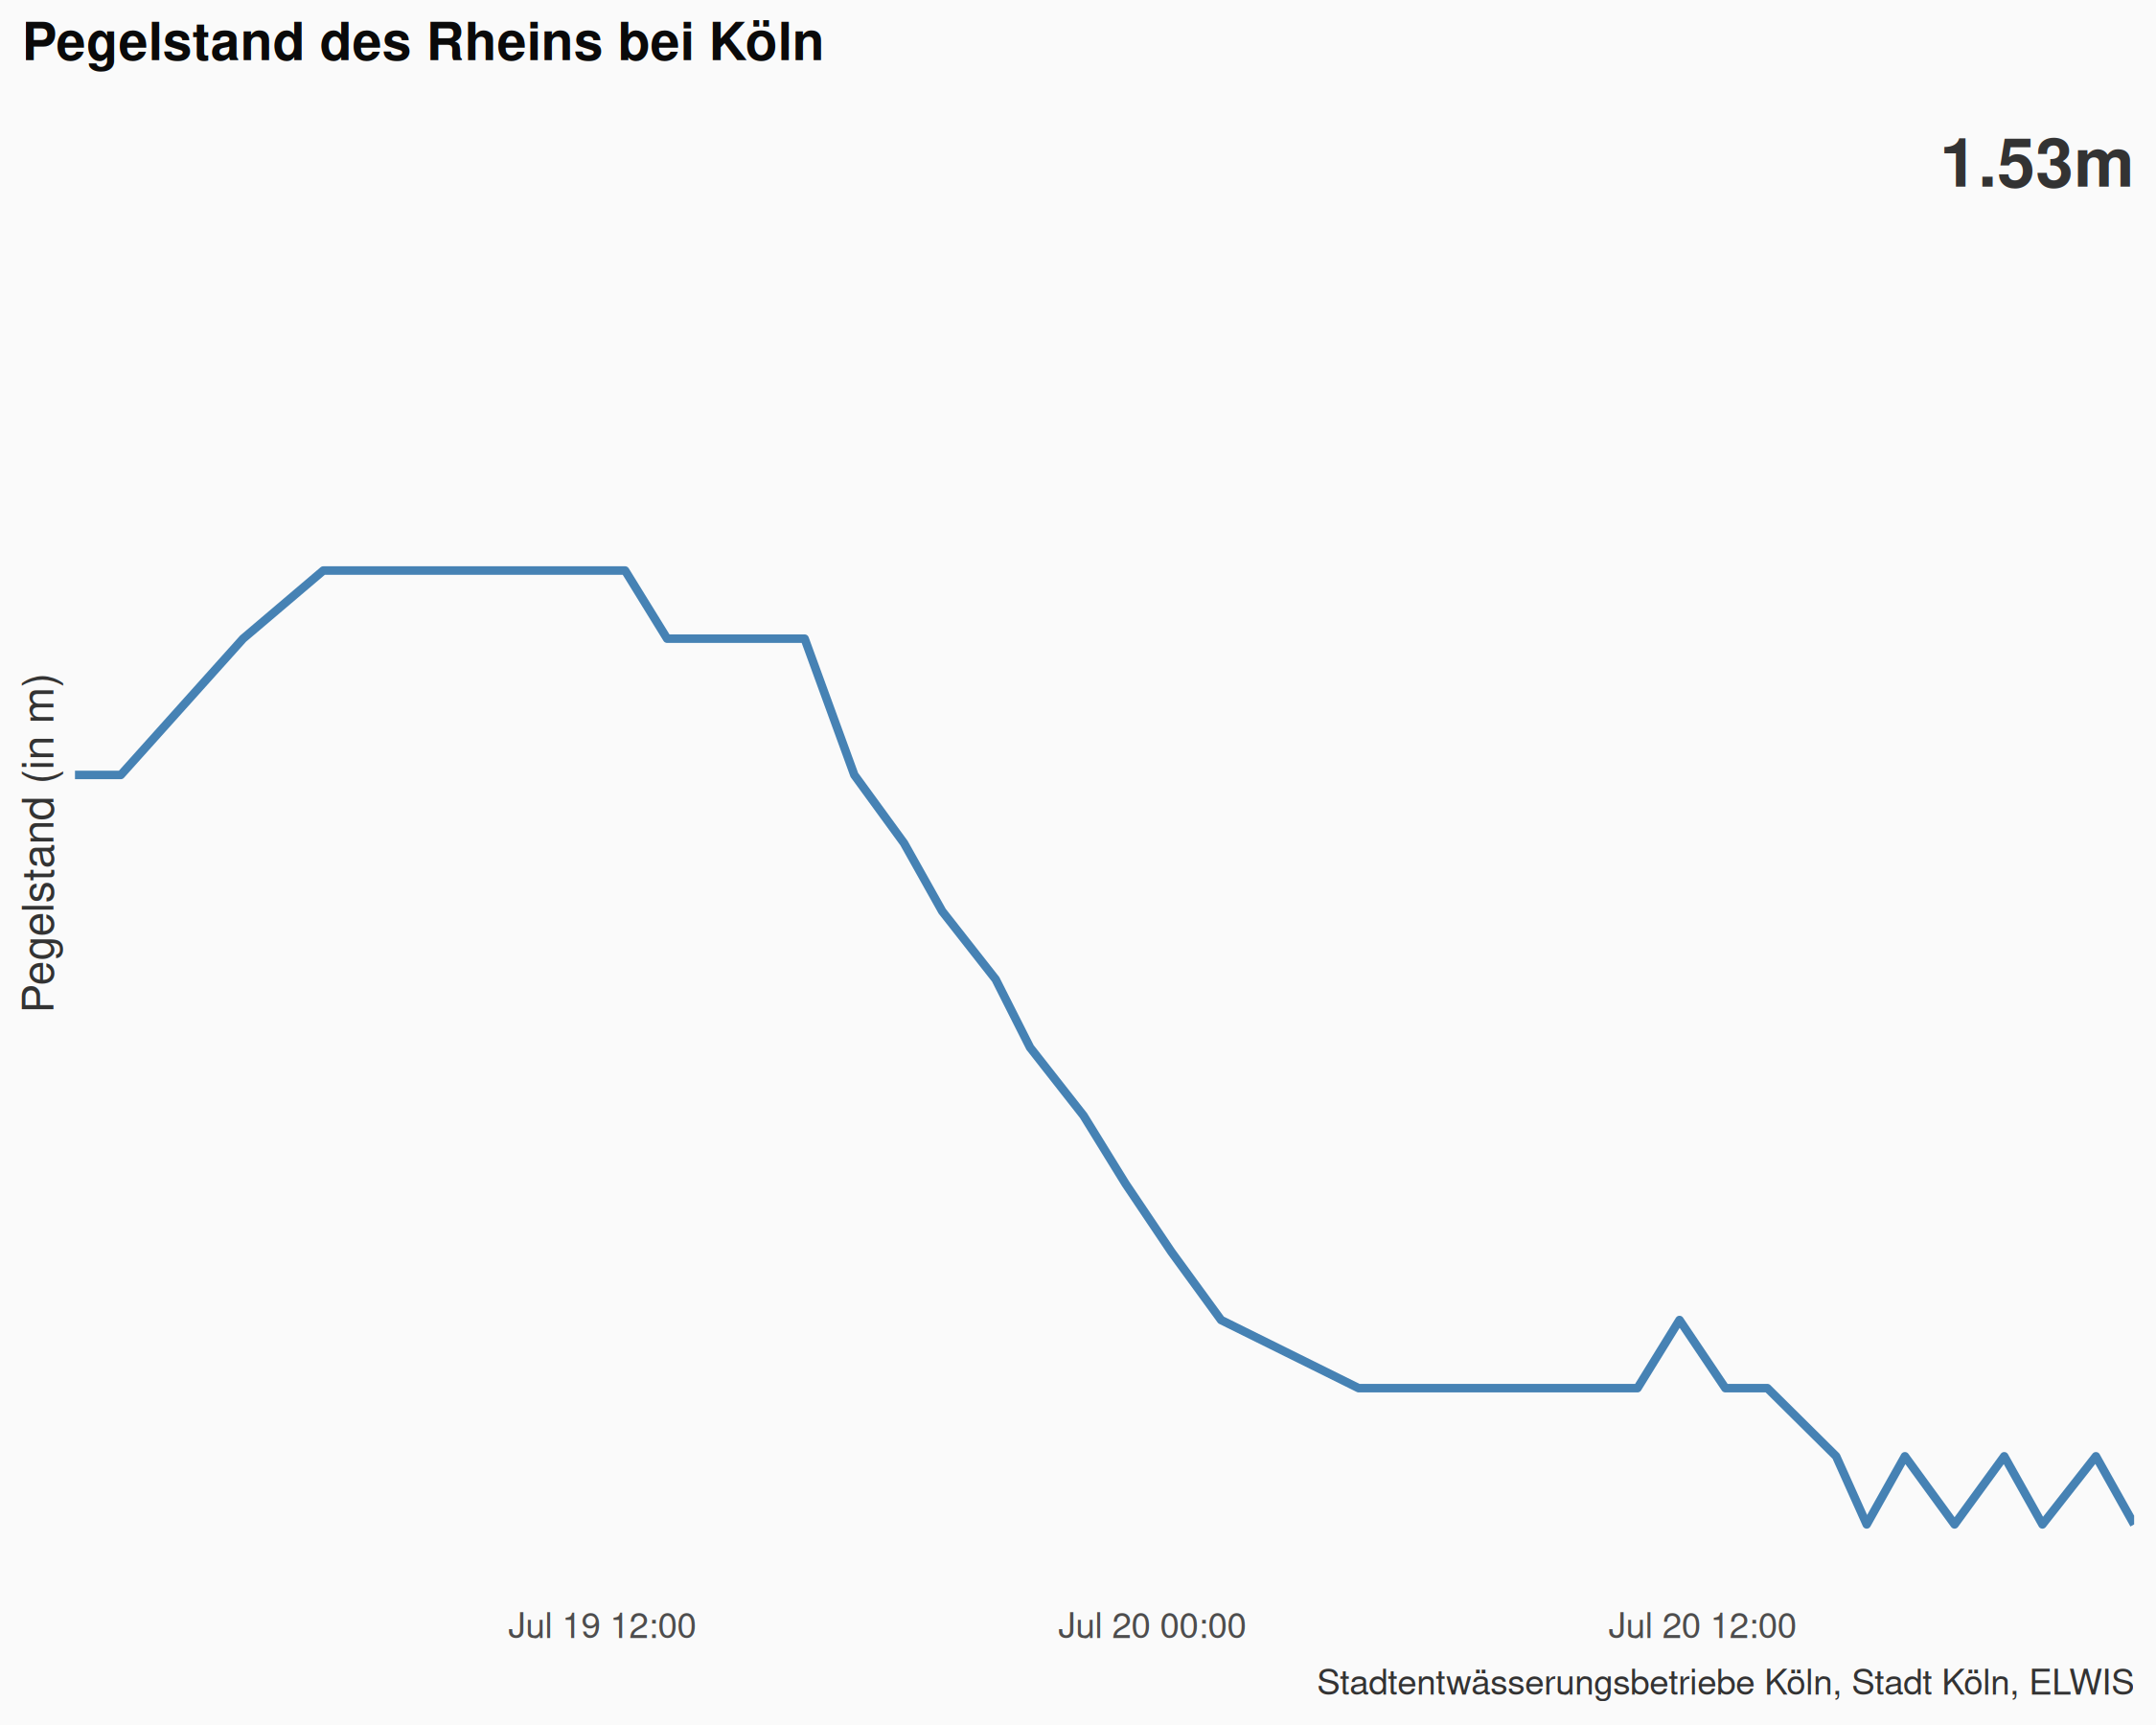 Pegelstand des Rheins bei Köln
1.53m
Pegelstand (in m)
Jul 19 12:00
Jul 20 00:00
Jul 20 12:00
Stadtentwässerungsbetriebe Köln, Stadt Köln, ELWIS